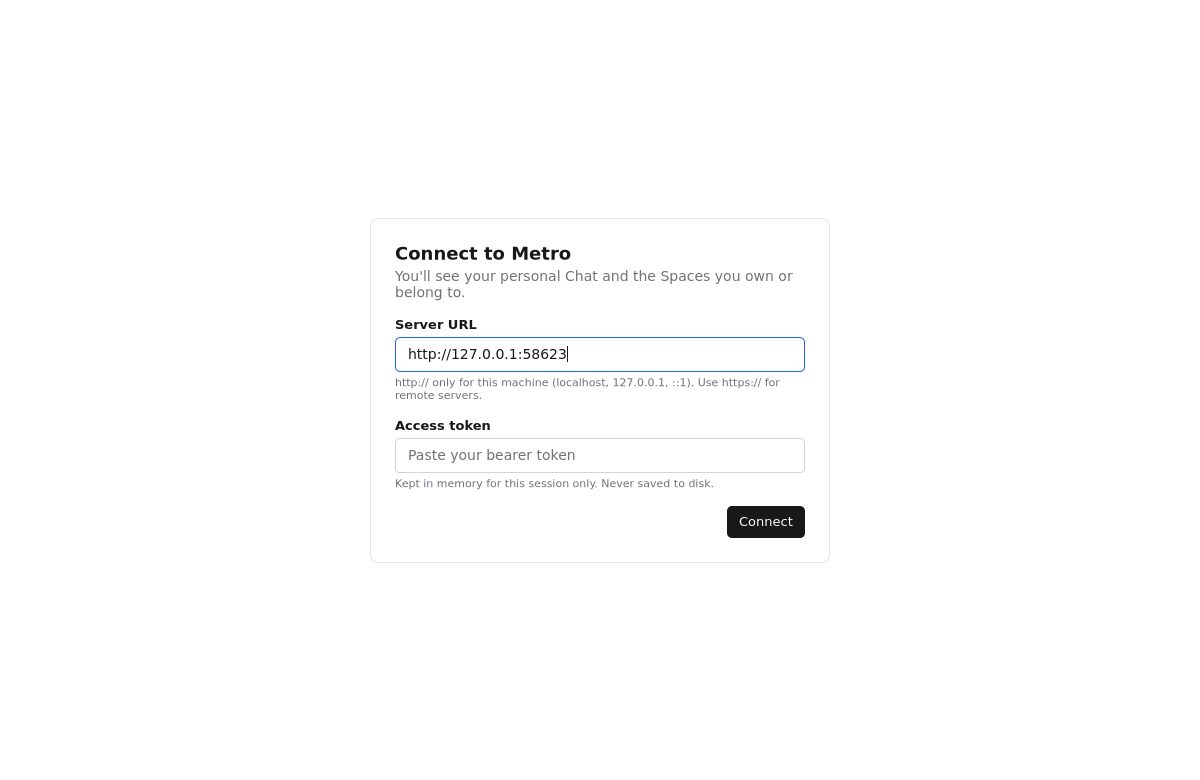 Connect to Metro
You'll see your personal Chat and the Spaces you own or
belong to.
Server URL
http://127.0.0.1:58623
http:// only for this machine (localhost, 127.0.0.1, ::1). Use https:// for
remote servers.
Access token
Paste your bearer token
Kept in memory for this session only. Never saved to disk.
Connect